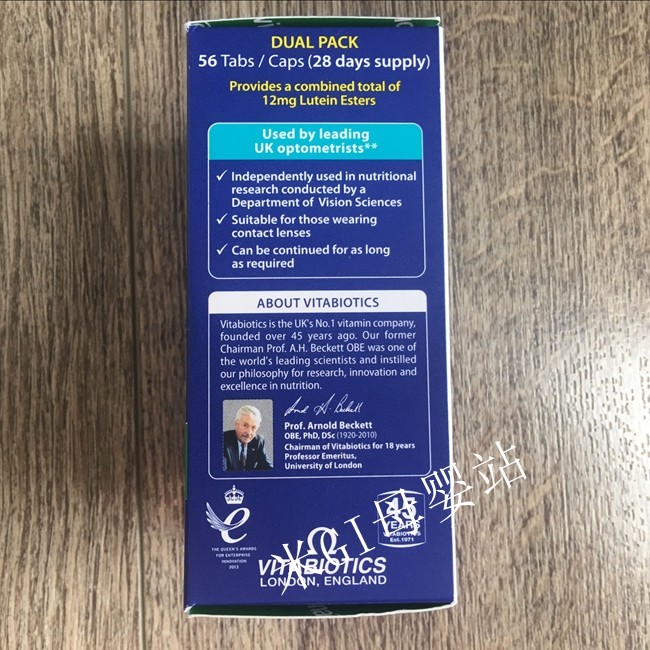 DUAL PACK
56 Tabs / Caps (28 days supply)
Provides a combined total of
12mg Lutein Esters
Used by leading
UK optometrists**
✓ Independently used in nutritional
research conducted by a
Department of Vision Sciences
✓ Suitable for those wearing
contact lenses
✓ Can be continued for as long
as required
ABOUT VITABIOTICS
Vitabiotics is the UK's No.1 vitamin company,
founded over 45 years ago. Our former
Chairman Prof. A.H. Beckett OBE was one of
the world's leading scientists and instilled
our philosophy for research, innovation and
excellence in nutrition.
Prof. Arnold Beckett
OBE, PhD, DSc (1920-2010)
Chairman of Vitabiotics for 18 years
Professor Emeritus,
University of London
e
THE QUEEN'S AWARDS
FOR ENTERPRISE
INNOVATION
2013
45
YEARS
VITABIOTICS
Est.1971
VITABIOTICS
LONDON, ENGLAND
米GI母婴站